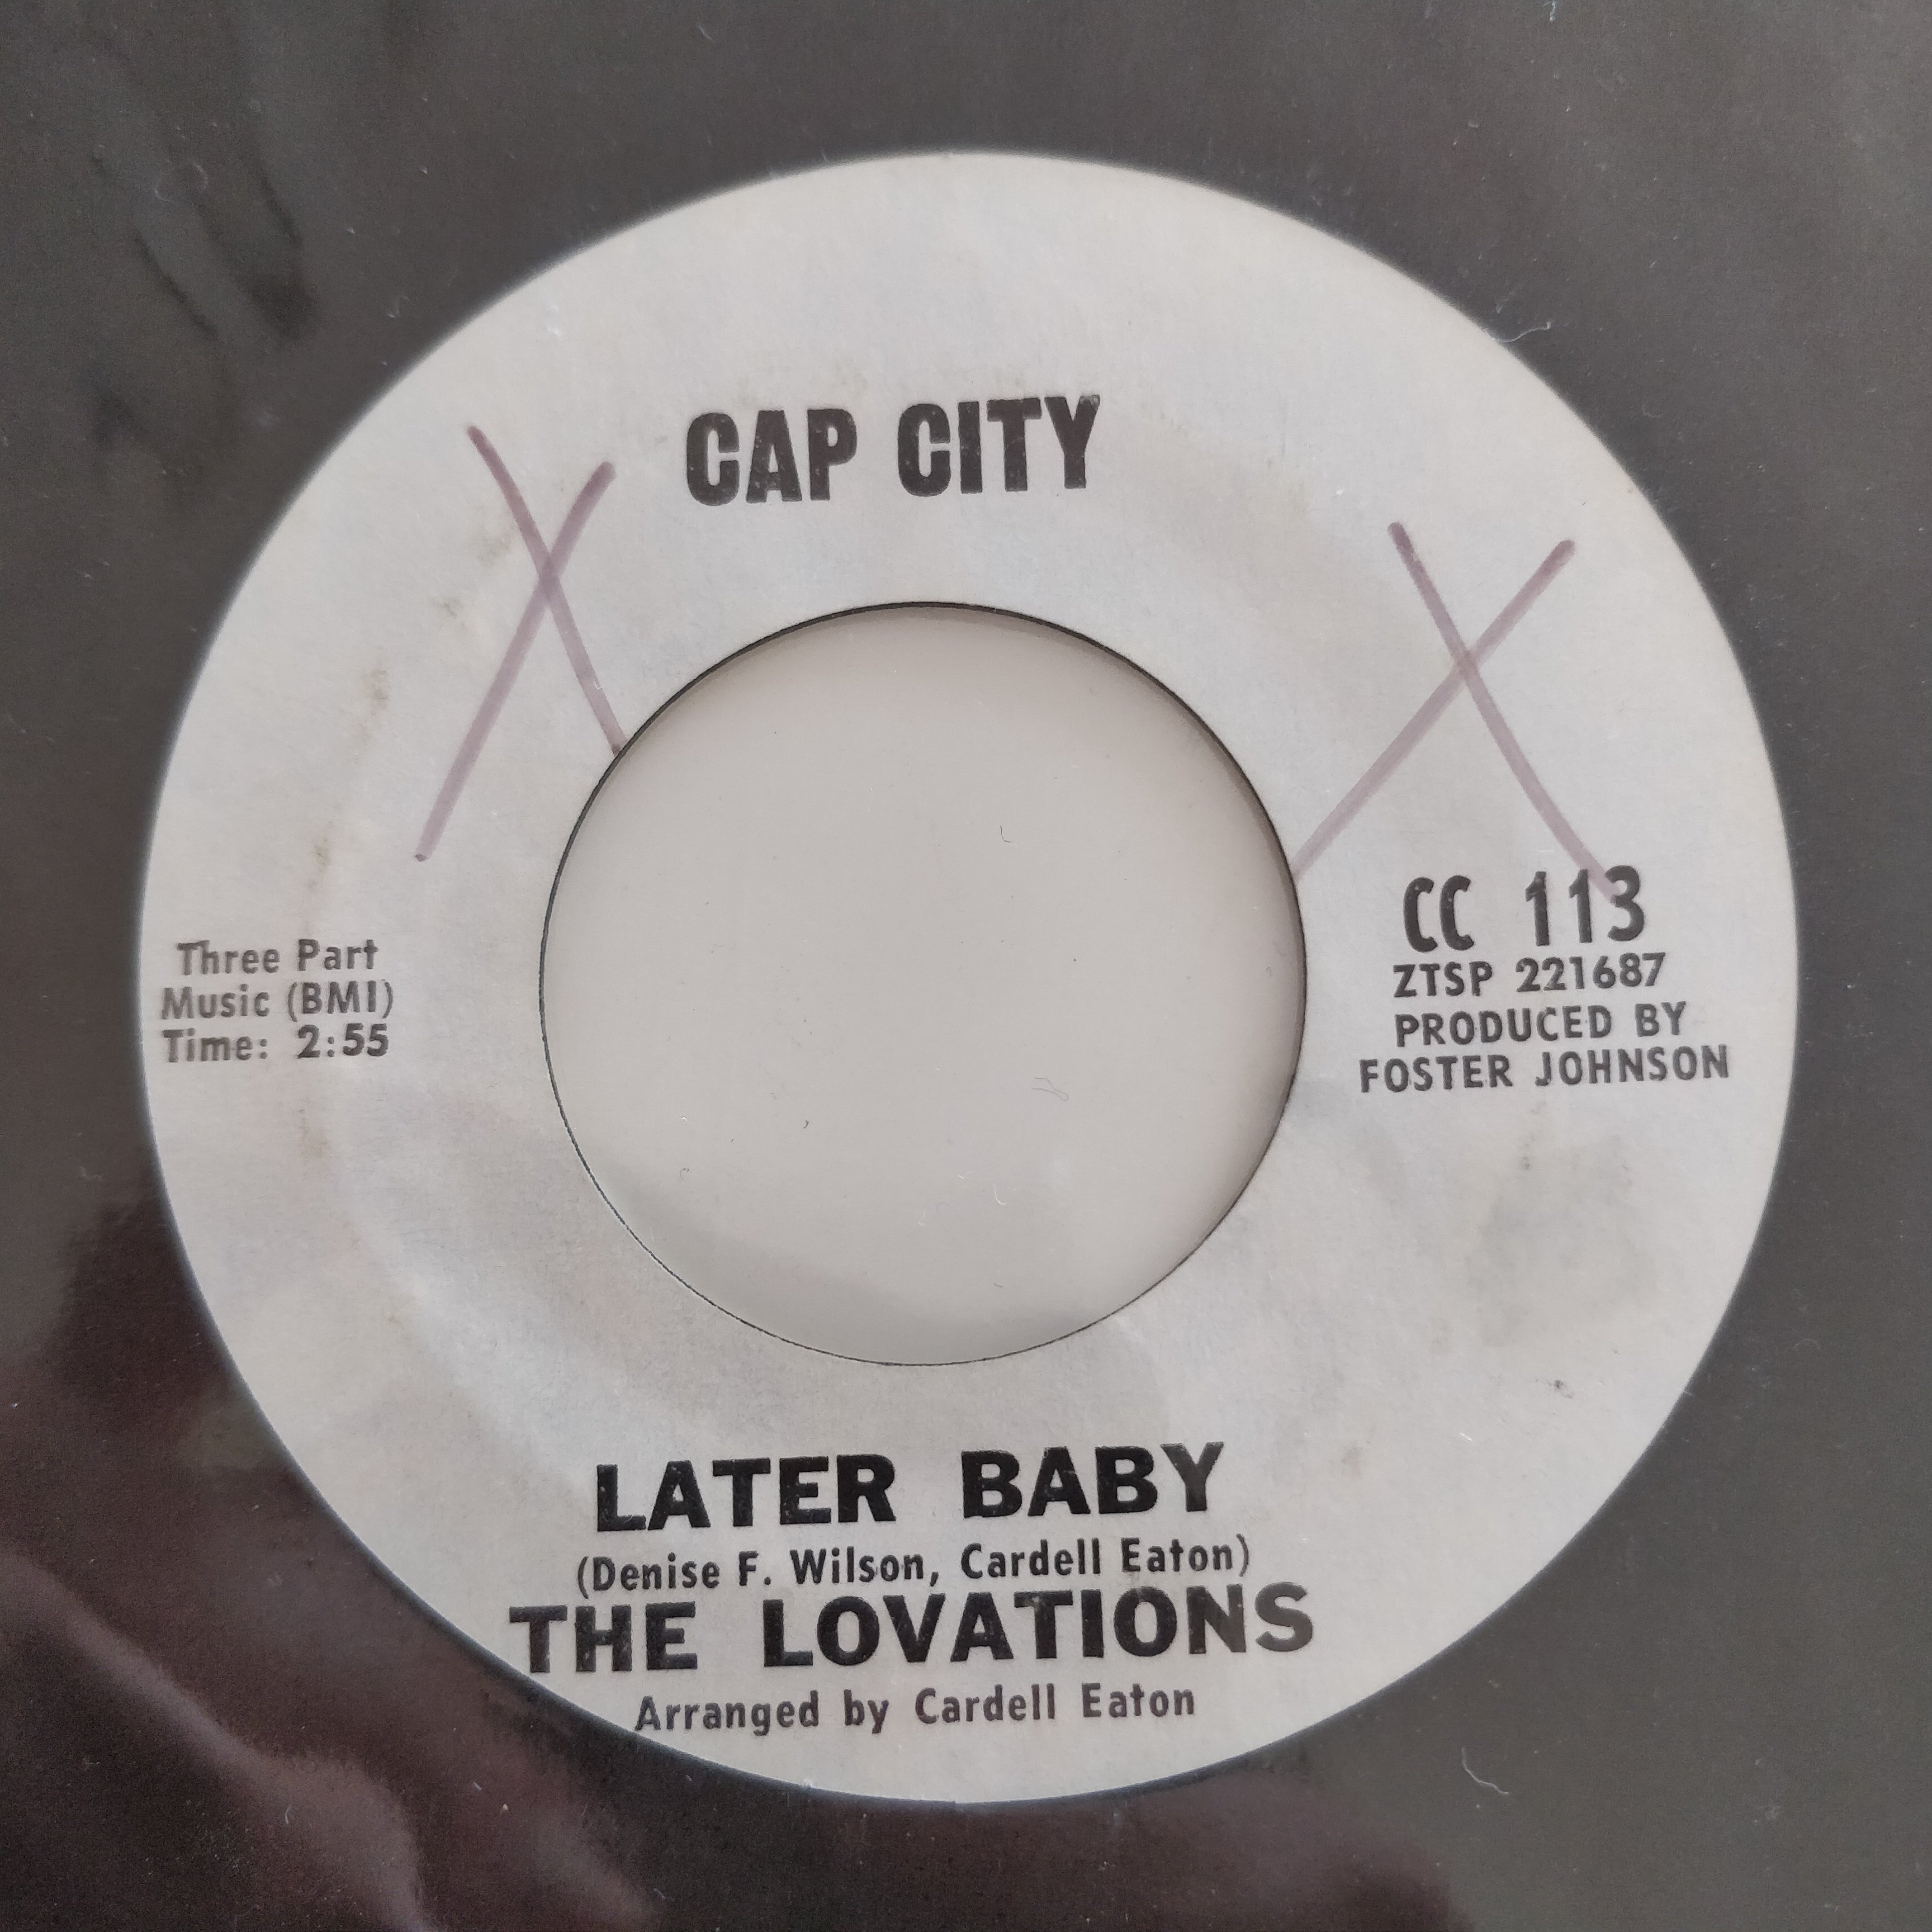 CAP CITY
X X
Three Part
Music (BMI)
Time: 2:55
CC 113
ZTSP 221687
PRODUCED BY
FOSTER JOHNSON
LATER BABY
(Denise F. Wilson, Cardell Eaton)
THE LOVATIONS
Arranged by Cardell Eaton